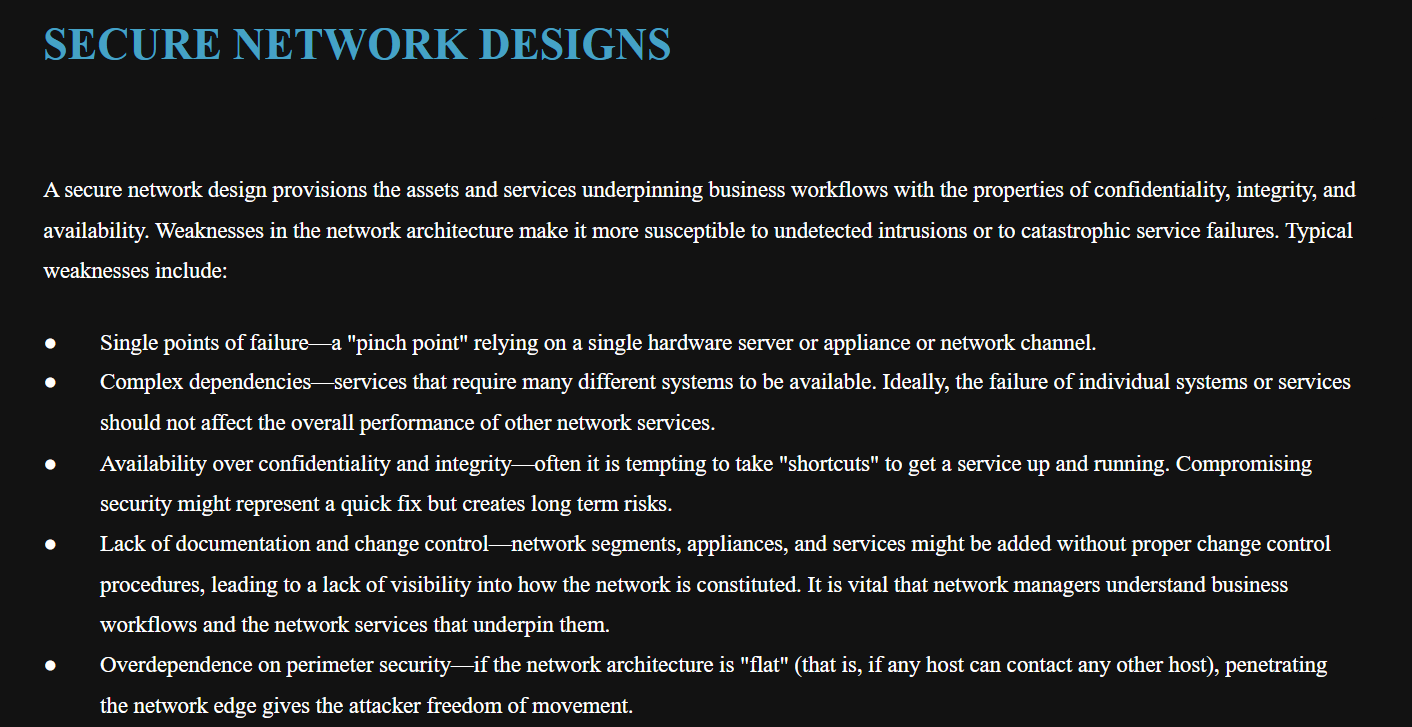 SECURE NETWORK DESIGNS
A secure network design provisions the assets and services underpinning business workflows with the properties of confidentiality, integrity, and
availability. Weaknesses in the network architecture make it more susceptible to undetected intrusions or to catastrophic service failures. Typical
weaknesses include:
● Single points of failure—a "pinch point" relying on a single hardware server or appliance or network channel.
● Complex dependencies—services that require many different systems to be available. Ideally, the failure of individual systems or services
should not affect the overall performance of other network services.
● Availability over confidentiality and integrity—often it is tempting to take "shortcuts" to get a service up and running. Compromising
security might represent a quick fix but creates long term risks.
● Lack of documentation and change control—network segments, appliances, and services might be added without proper change control
procedures, leading to a lack of visibility into how the network is constituted. It is vital that network managers understand business
workflows and the network services that underpin them.
● Overdependence on perimeter security—if the network architecture is "flat" (that is, if any host can contact any other host), penetrating
the network edge gives the attacker freedom of movement.